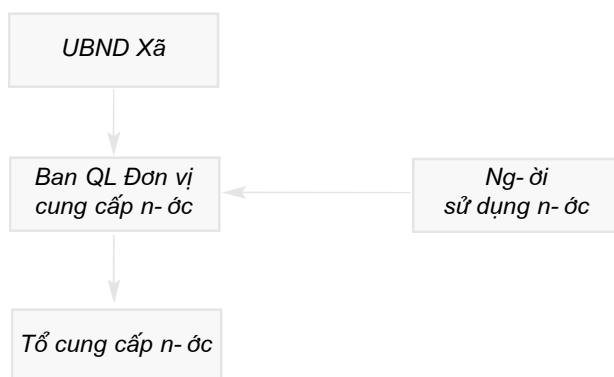 UBND Xã
Ban QL Đơn vị
cung cấp n- ớc
Ng- ời
sử dụng n- ớc
Tổ cung cấp n- ớc